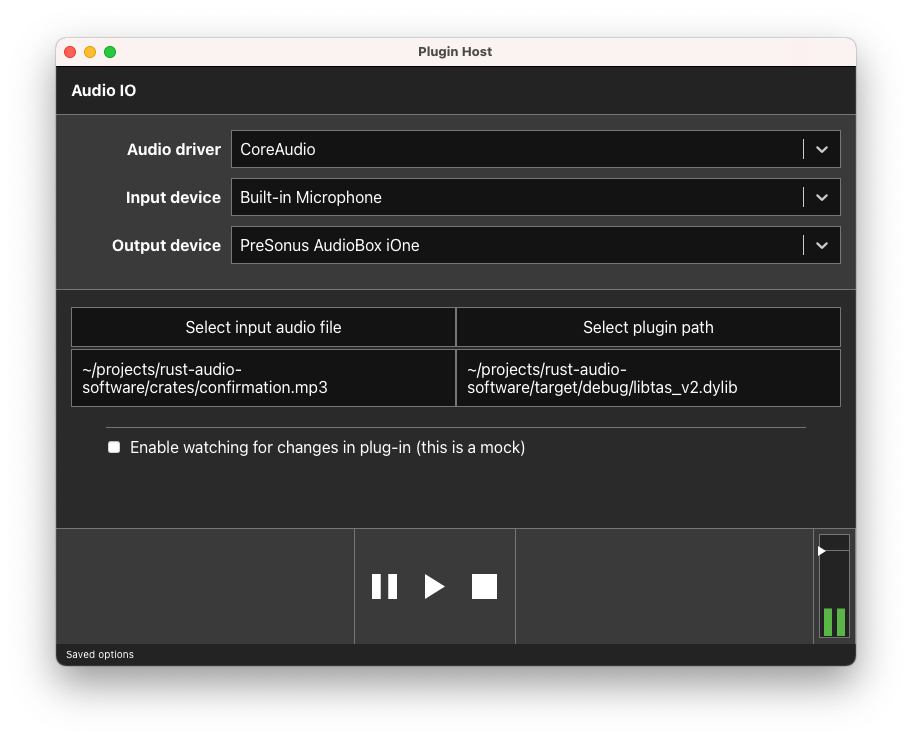 Plugin Host
Audio IO
Audio driver
CoreAudio
Input device
Built-in Microphone
Output device
PreSonus AudioBox iOne
Select input audio file
Select plugin path
~/projects/rust-audio-
software/crates/confirmation.mp3
~/projects/rust-audio-
software/target/debug/libtas_v2.dylib
Enable watching for changes in plug-in (this is a mock)
Saved options